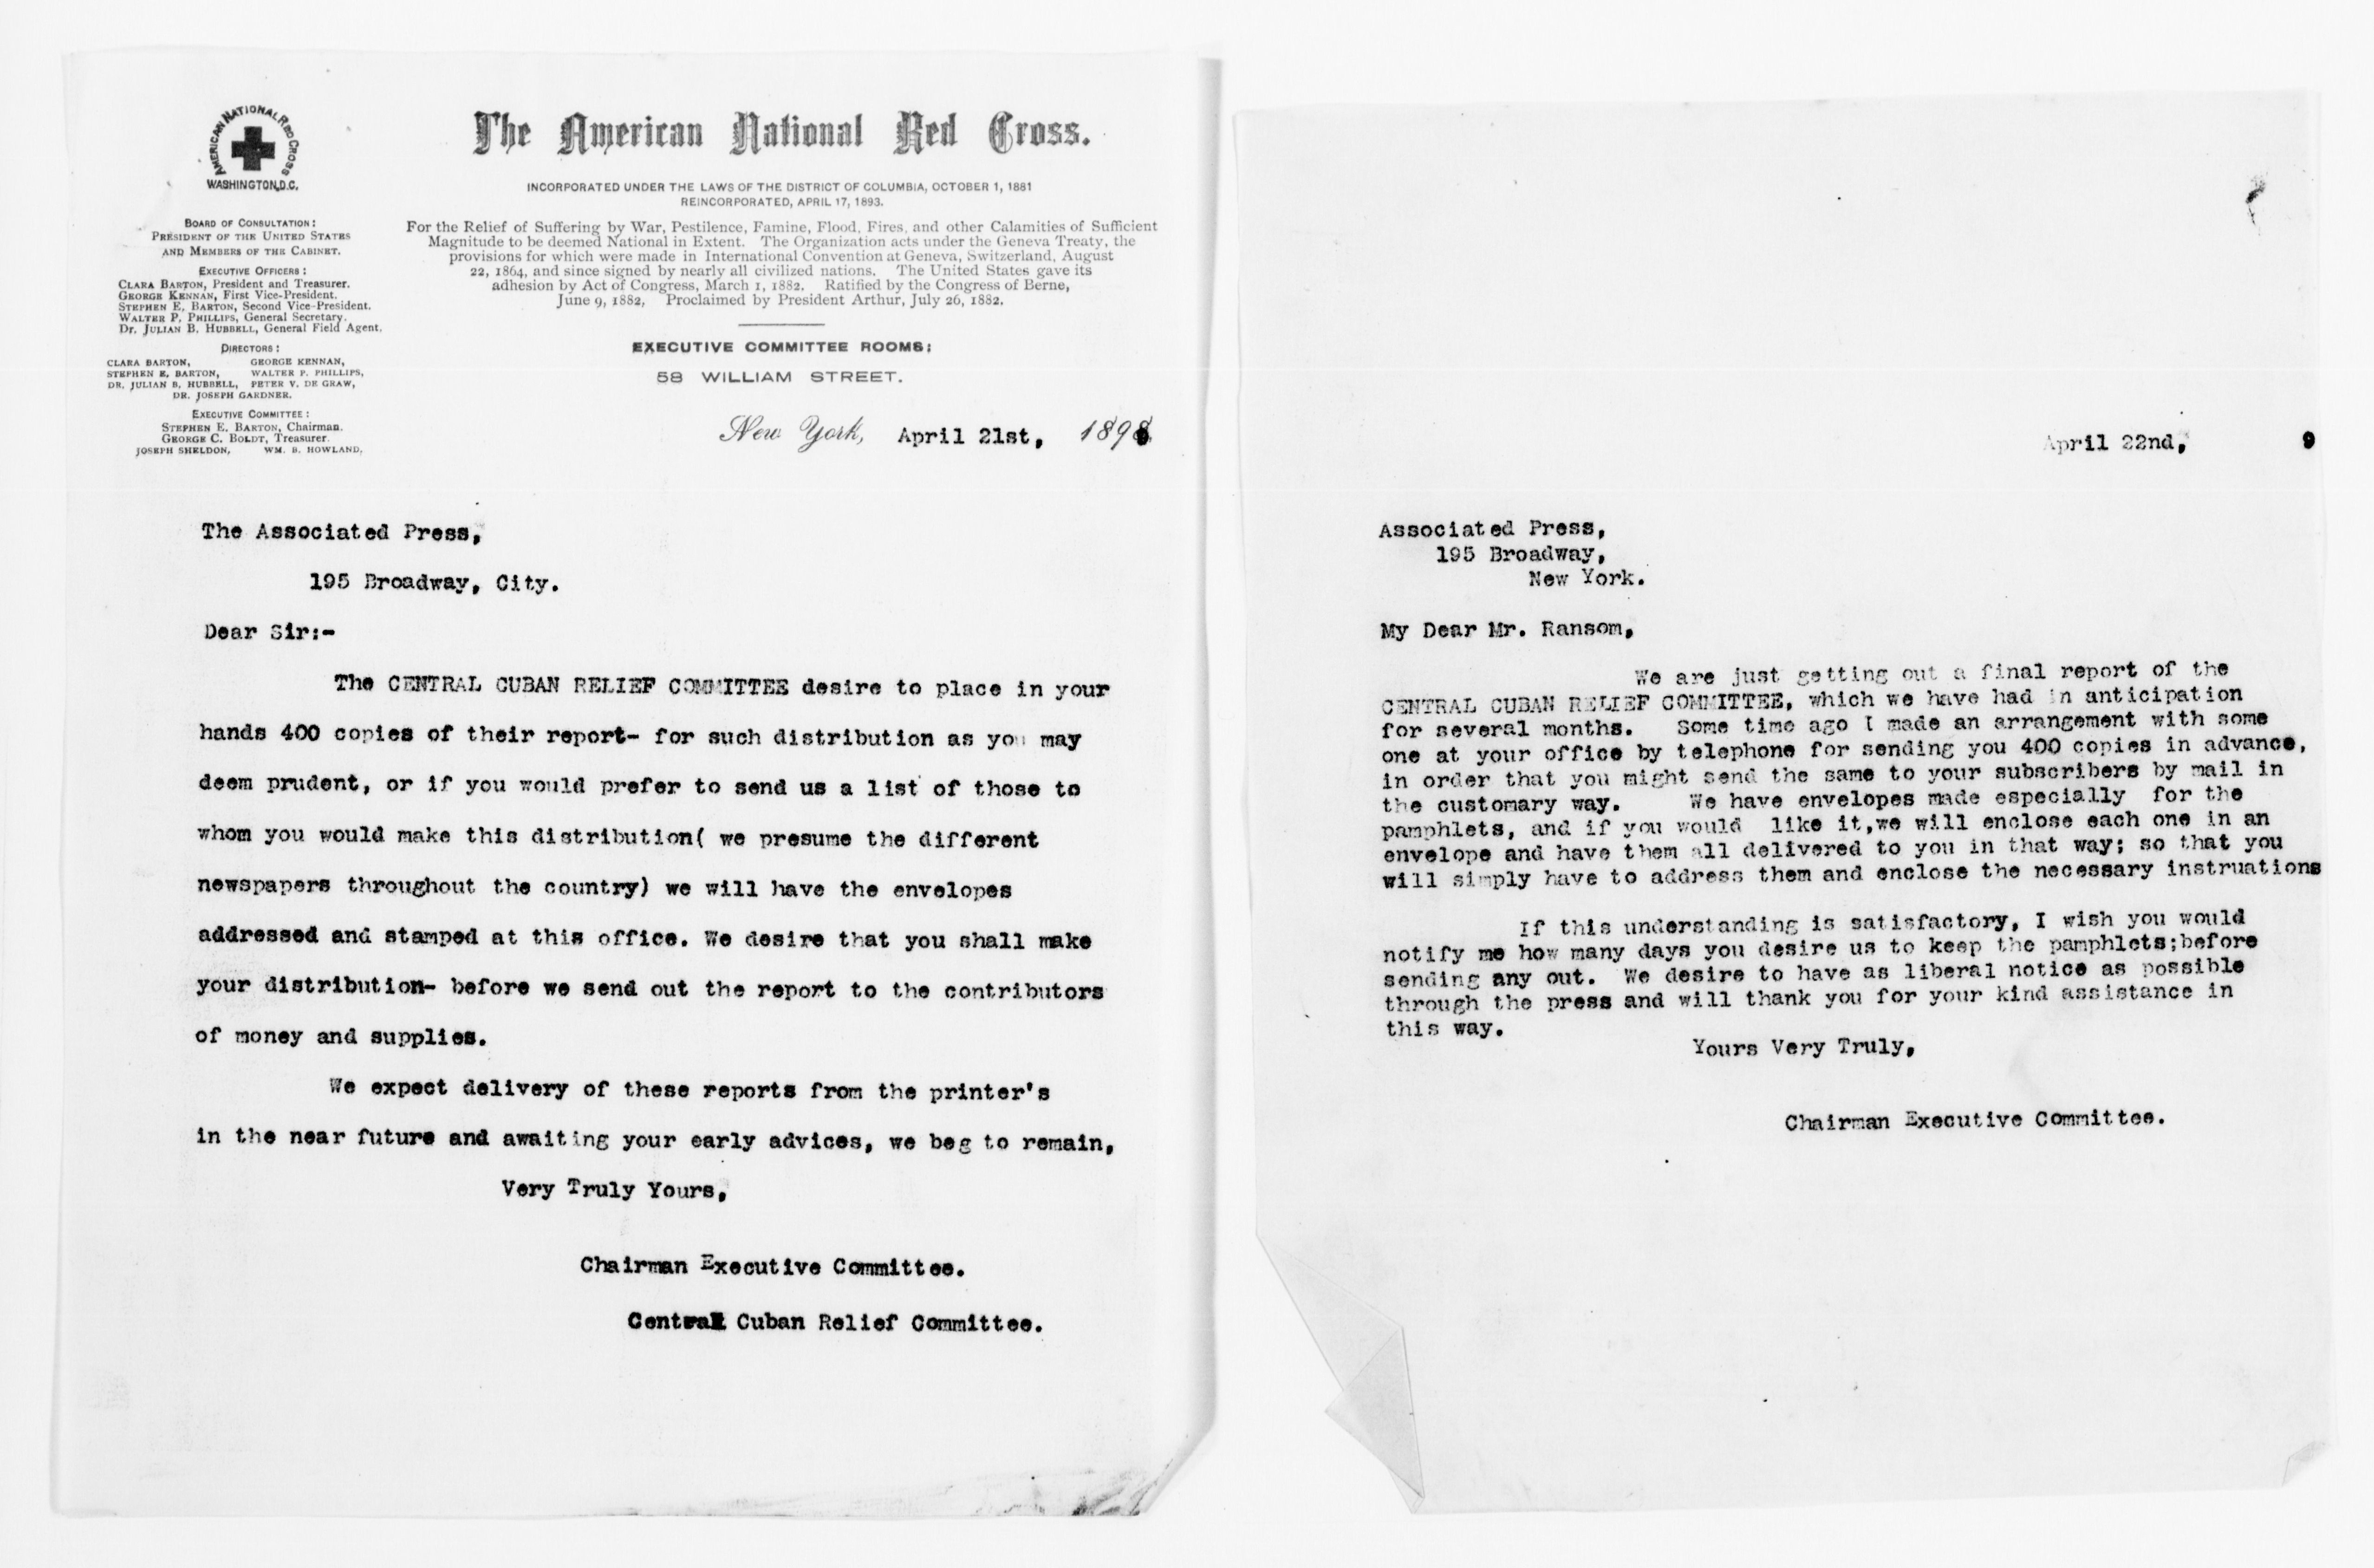 AMERICAN NATIONAL RED CROSS
WASHINGTON, D.C.
BOARD OF CONSULTATION:
PRESIDENT OF THE UNITED STATES
AND MEMBERS OF THE CABINET.
EXECUTIVE OFFICERS:
CLARA BARTON, President and Treasurer.
GEORGE KENNAN, First Vice-President.
STEPHEN E. BARTON, Second Vice-President.
WALTER P. PHILLIPS, General Secretary.
Dr. JULIAN B. HUBBELL, General Field Agent.
DIRECTORS:
CLARA BARTON, GEORGE KENNAN,
STEPHEN E. BARTON, WALTER P. PHILLIPS,
DR. JULIAN B. HUBBELL, PETER V. DE GRAW,
DR. JOSEPH GARDNER.
EXECUTIVE COMMITTEE:
STEPHEN E. BARTON, Chairman.
GEORGE C. BOLDT, Treasurer.
JOSEPH SHELDON, WM. B. HOWLAND,
The American National Red Cross.
INCORPORATED UNDER THE LAWS OF THE DISTRICT OF COLUMBIA, OCTOBER 1, 1881
REINCORPORATED, APRIL 17, 1893.
For the Relief of Suffering by War, Pestilence, Famine, Flood, Fires, and other Calamities of Sufficient
Magnitude to be deemed National in Extent. The Organization acts under the Geneva Treaty, the
provisions for which were made in International Convention at Geneva, Switzerland, August
22, 1864, and since signed by nearly all civilized nations. The United States gave its
adhesion by Act of Congress, March 1, 1882. Ratified by the Congress of Berne,
June 9, 1882, Proclaimed by President Arthur, July 26, 1882.
EXECUTIVE COMMITTEE ROOMS:
58 WILLIAM STREET.
New York, April 21st,
The Associated Press,
195 Broadway, City.
Dear Sir:-
The CENTRAL CUBAN RELIEF COMMITTEE desire to place in your
hands 400 copies of their report- for such distribution as you may
deem prudent, or if you would prefer to send us a list of those to
whom you would make this distribution( we presume the different
newspapers throughout the country) we will have the envelopes
addressed and stamped at this office. We desire that you shall make
your distribution- before we send out the report to the contributors
of money and supplies.
We expect delivery of these reports from the printer's
in the near future and awaiting your early advices, we beg to remain,
Very Truly Yours,
Chairman Executive Committee.
Central Cuban Relief Committee.
April 22nd, 9
Associated Press,
195 Broadway,
New York.
My Dear Mr. Ransom,
We are just getting out a final report of the
CENTRAL CUBAN RELIEF COMMITTEE, which we have had in anticipation
for several months. Some time ago I made an arrangement with some
one at your office by telephone for sending you 400 copies in advance,
in order that you might send the same to your subscribers by mail in
the customary way. We have envelopes made especially for the
pamphlets, and if you would like it,we will enclose each one in an
envelope and have them all delivered to you in that way; so that you
will simply have to address them and enclose the necessary instruations
If this understanding is satisfactory, I wish you would
notify me how many days you desire us to keep the pamphlets;before
sending any out. We desire to have as liberal notice as possible
through the press and will thank you for your kind assistance in
this way.
Yours Very Truly,
Chairman Executive Committee.